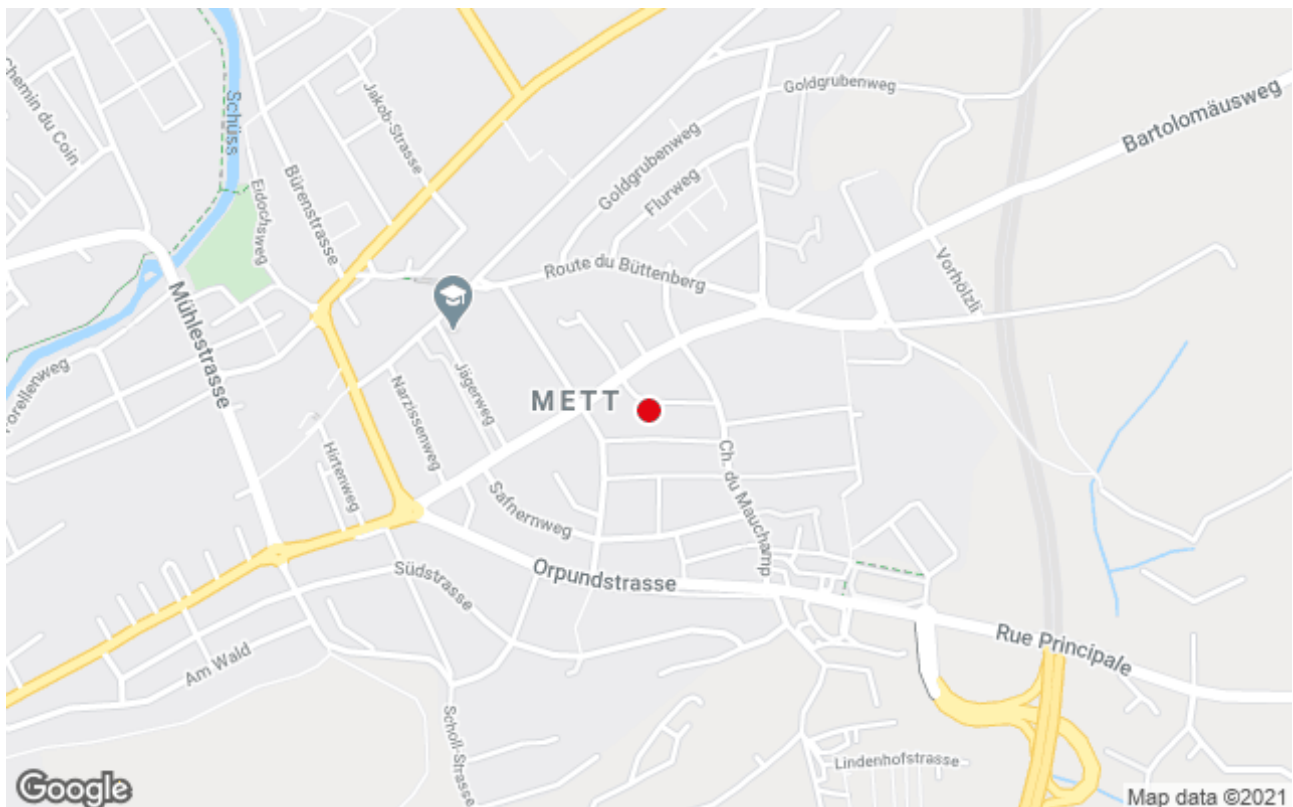 Chemin du Coin
Schüss
Jakob-Strasse
Goldgrubenweg
Bartolomäusweg
Eidochsweg
Bürenstrasse
Goldgrubenweg
Flurweg
Route du Büttenberg
Vorhölzli
Mühlestrasse
Forellenweg
Jägerweg
METT
Narzissenweg
Hirtenweg
Ch. du Mauchamp
Safnernweg
Südstrasse
Orpundstrasse
Rue Principale
Am Wald
Scholl-Strasse
Lindenhofstrasse
Google
Map data ©2021